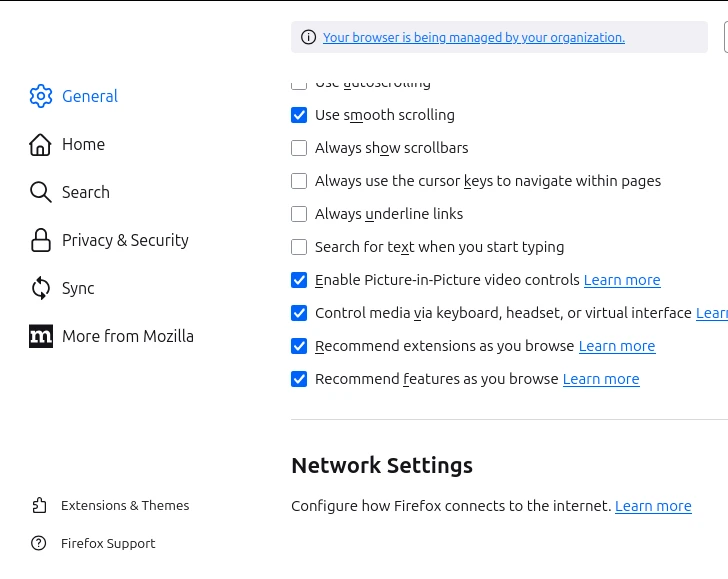 Your browser is being managed by your organization.
General
Home
Search
Privacy & Security
Sync
m
More from Mozilla
Use autoscrolling
Use smooth scrolling
Always show scrollbars
Always use the cursor keys to navigate within pages
Always underline links
Search for text when you start typing
Enable Picture-in-Picture video controls Learn more
Control media via keyboard, headset, or virtual interface Lear
Recommend extensions as you browse Learn more
Recommend features as you browse Learn more
Network Settings
Configure how Firefox connects to the internet. Learn more
Extensions & Themes
Firefox Support